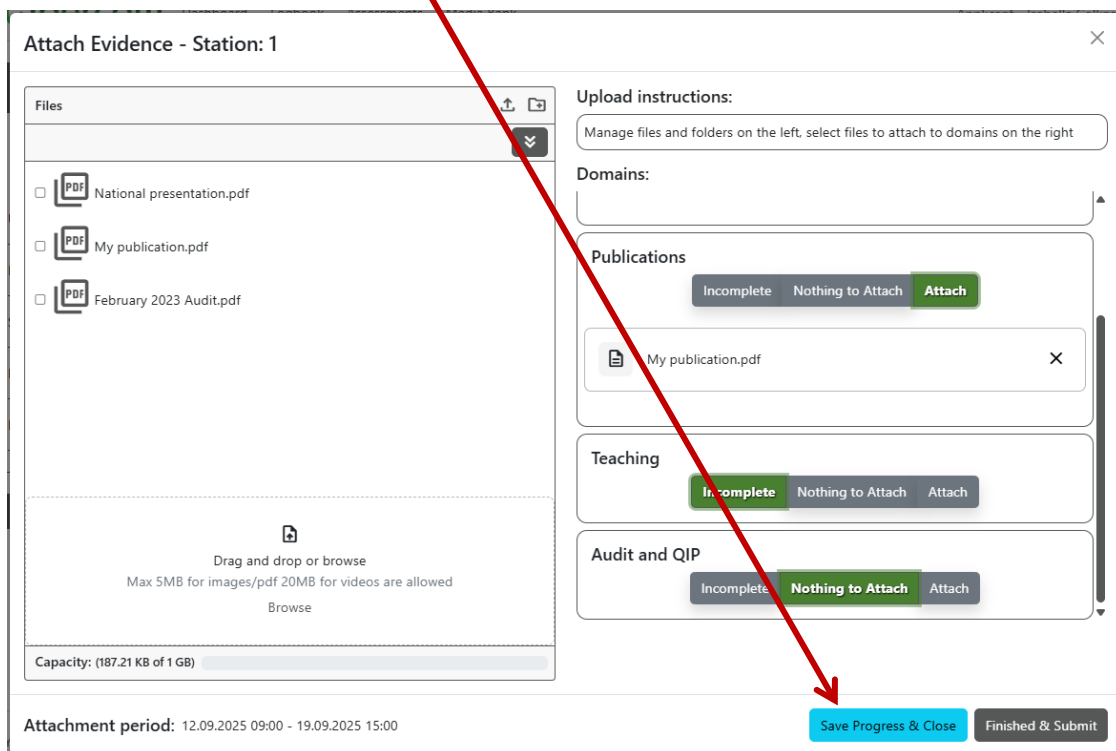 Attach Evidence - Station: 1
Files
National presentation.pdf
My publication.pdf
February 2023 Audit.pdf
Drag and drop or browse
Max 5MB for images/pdf 20MB for videos are allowed
Browse
Capacity: (187.21 KB of 1 GB)
Upload instructions:
Manage files and folders on the left, select files to attach to domains on the right
Domains:
Publications
Incomplete Nothing to Attach Attach
My publication.pdf
Teaching
Incomplete Nothing to Attach Attach
Audit and QIP
Incomplete Nothing to Attach Attach
Attachment period: 12.09.2025 09:00 - 19.09.2025 15:00
Save Progress & Close Finished & Submit